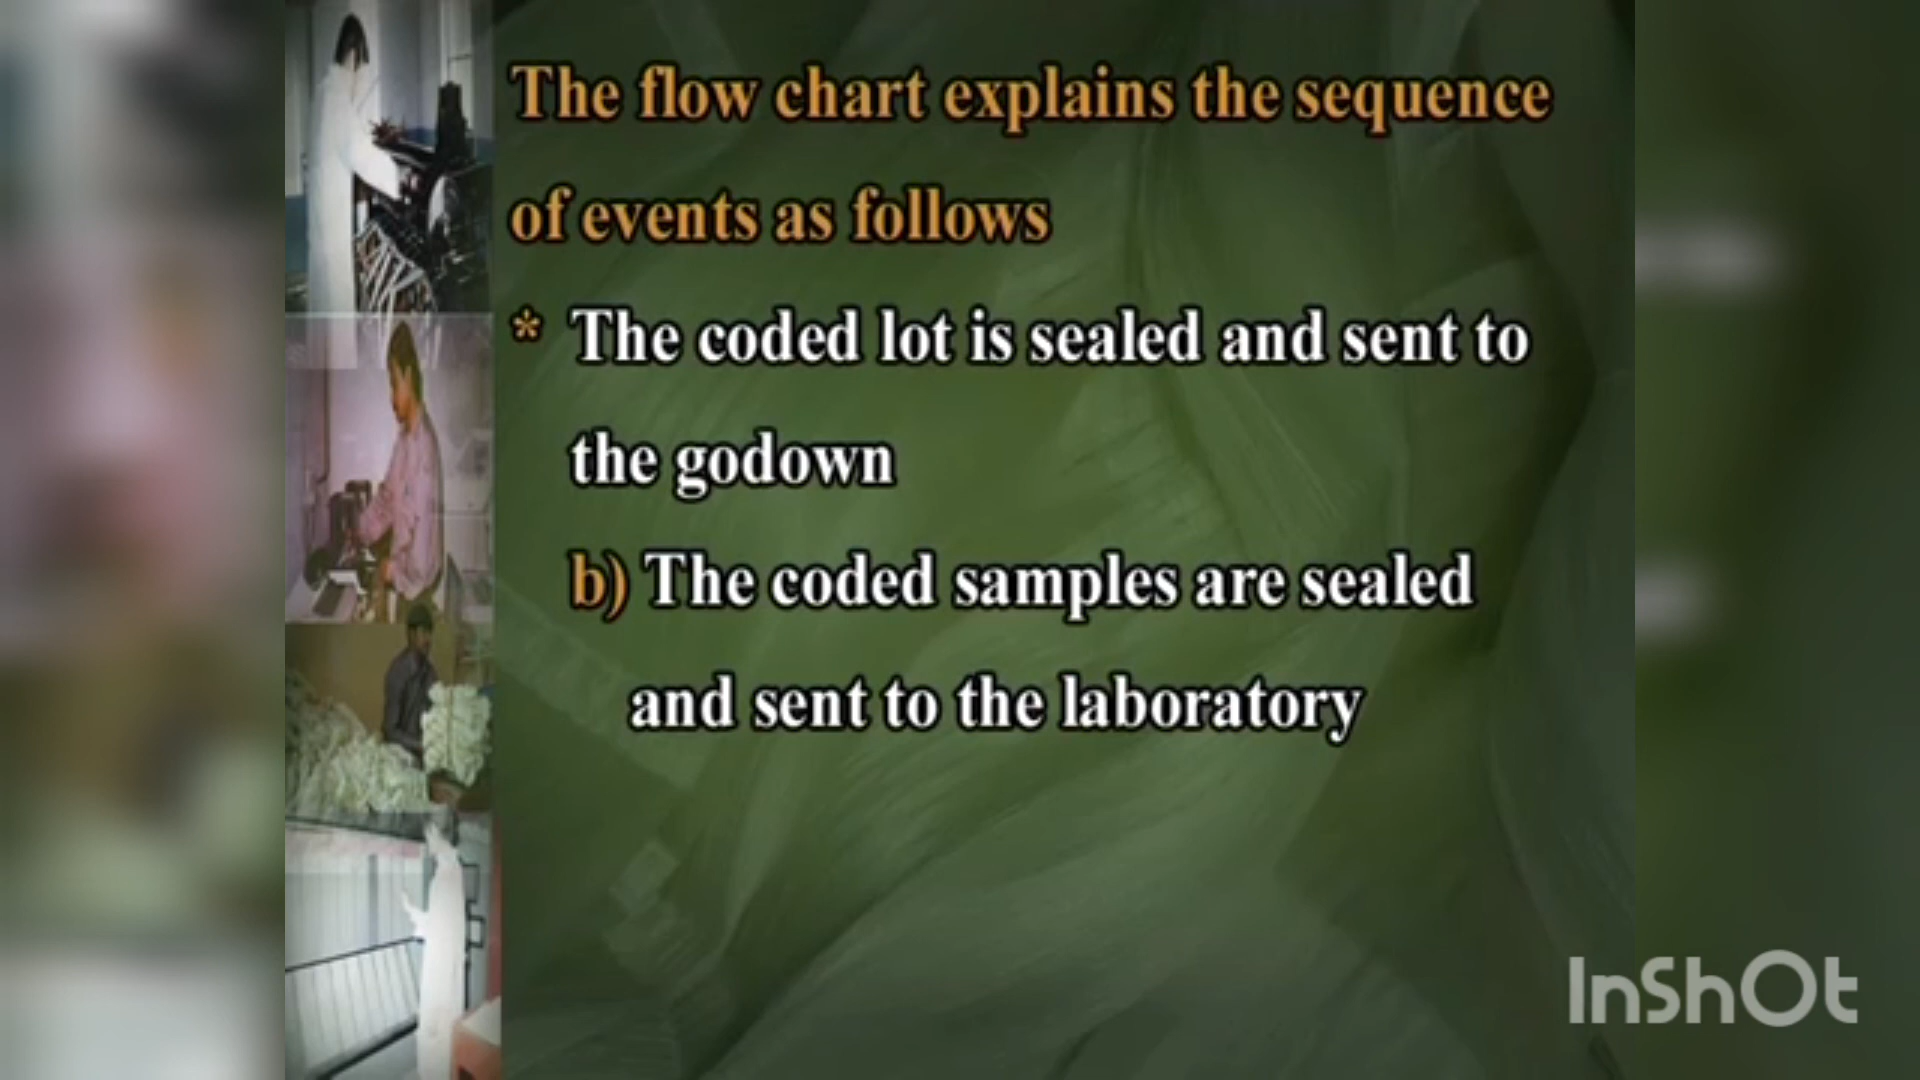 The flow chart explains the sequence
of events as follows
* The coded lot is sealed and sent to
the godown
b) The coded samples are sealed
and sent to the laboratory
InShOt